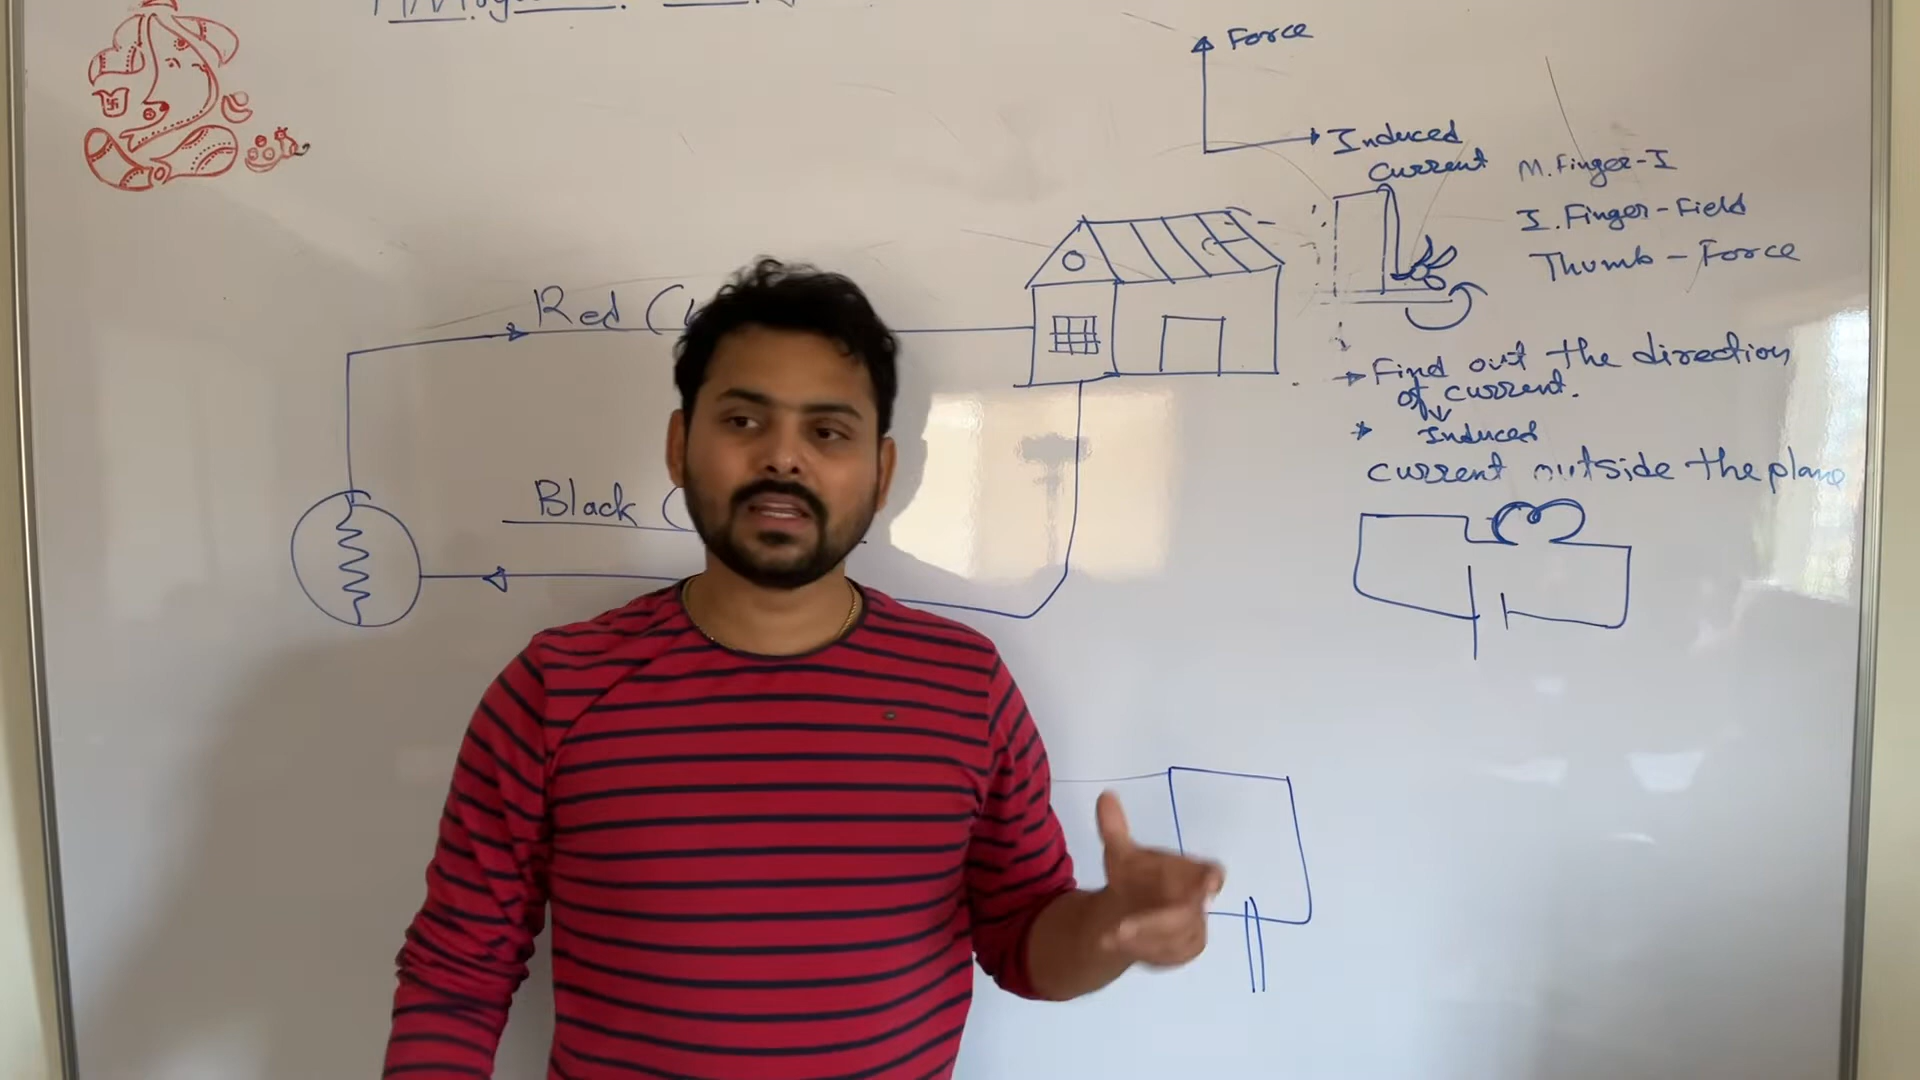 Force
Induced
Current
M. Finger-I
I. Finger-Field
Thumb - Force
Red (
Black (
→ Find out the direction
of current.
Induced
current outside the plane